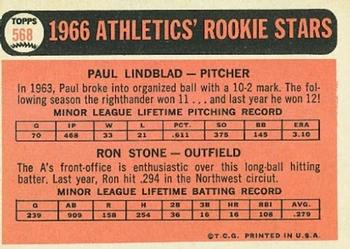 TOPPS
568
1966 ATHLETICS' ROOKIE STARS
PAUL LINDBLAD — PITCHER
In 1963, Paul broke into organized ball with a 10-2 mark. The fol-
lowing season the righthander won 11 ... and last year he won 12!
MINOR LEAGUE LIFETIME PITCHING RECORD
G IP W L PCT. SO BB ERA
70 468 33 21 .611 375 145 3.10
RON STONE — OUTFIELD
The A's front-office is enthusiastic over this long-ball hitting
battler. Last year, Ron hit .294 in the Northwest circiut.
MINOR LEAGUE LIFETIME BATTING RECORD
G AB R H 2B 3B HR RBI AVG.
239 909 158 254 36 16 16 108 .279
©T.C.G. PRINTED IN U.S.A.